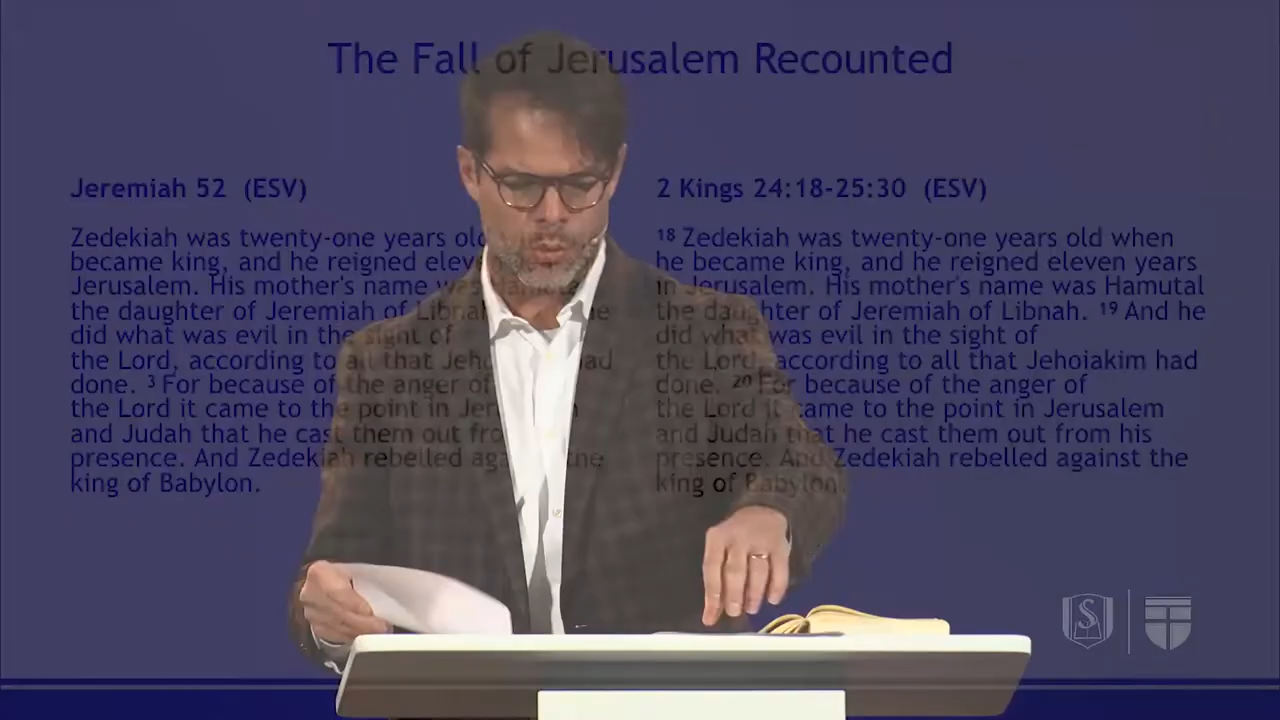 The Fall of Jerusalem Recounted
Jeremiah 52 (ESV)
Zedekiah was twenty-one years old
became king, and he reigned
Jerusalem. His mother's name was
the daughter of Jeremiah of Libnah.
did what was evil in the sight of
the Lord, according to all that had
done. 3 For because of the anger of
the Lord it came to the point in
and Judah that he cast them out
presence. And Zedekiah rebelled the
king of Babylon.
2 Kings 24:18-25:30 (ESV)
18 Zedekiah was twenty-one years old when
he became king, and he reigned eleven years
in Jerusalem. His mother's name was Hamutal
the daughter of Jeremiah of Libnah. 19 And he
did what was evil in the sight of
the Lord, according to all that Jehoiakim had
done. 20 For because of the anger of
the Lord it came to the point in Jerusalem
and Judah that he cast them out from his
presence. And Zedekiah rebelled against the
king of Babylon.
S